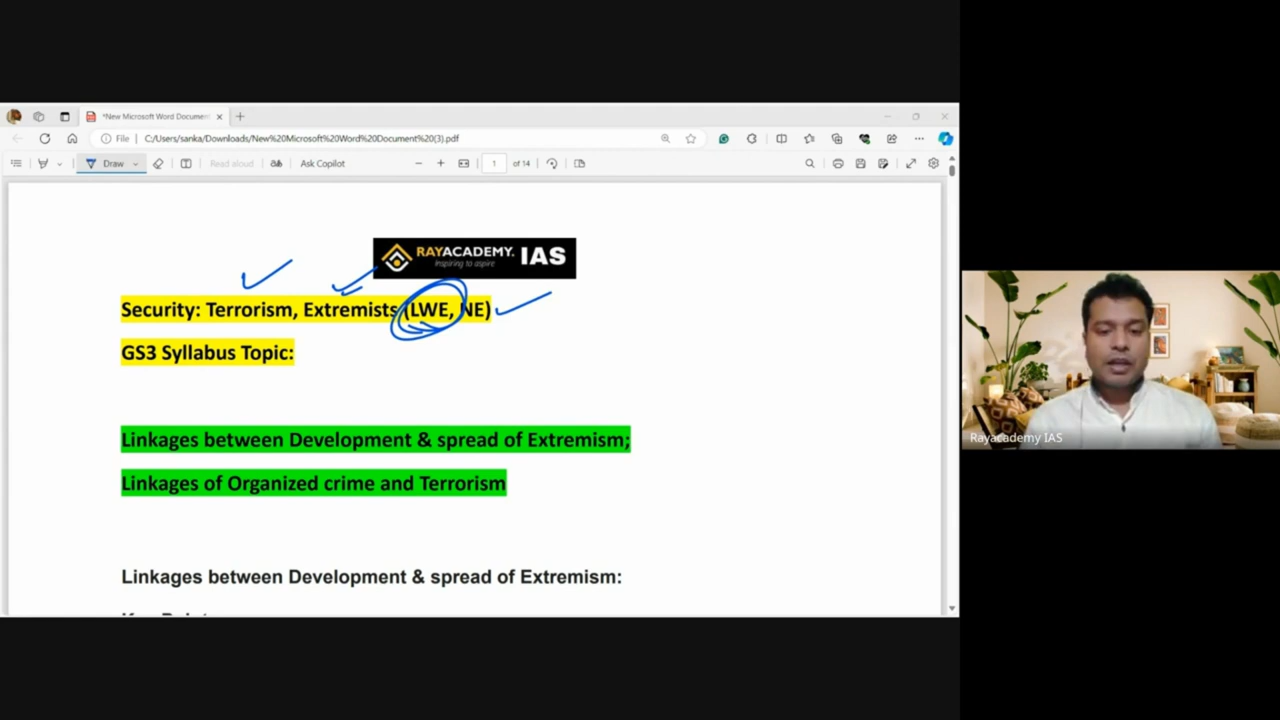 *New Microsoft Word Document
File
C:/Users/sanka/Downloads/New%20Microsoft%20Word%20Document%20(3).pdf
Draw
Read aloud
Ask Copilot
1
of 14
RAYACADEMY. IAS
inspiring to aspire
Security: Terrorism, Extremists (LWE, NE)
GS3 Syllabus Topic:
Linkages between Development & spread of Extremism;
Linkages of Organized crime and Terrorism
Linkages between Development & spread of Extremism:
Rayacademy IAS